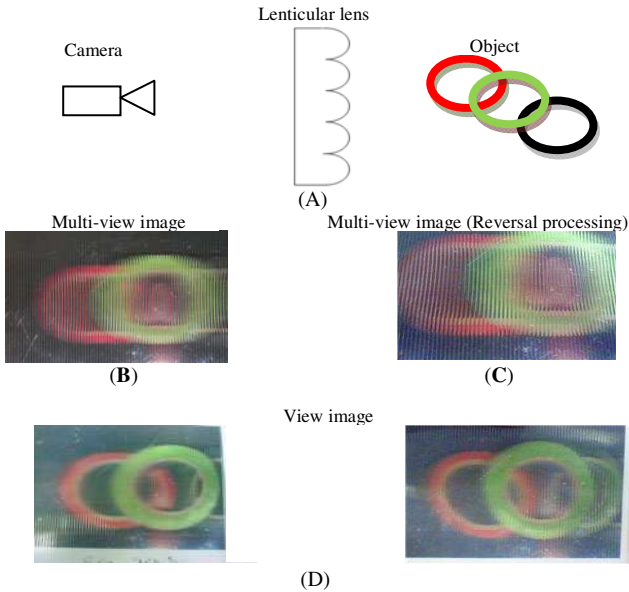 Lenticular lens
Camera
Object
(A)
Multi-view image
Multi-view image (Reversal processing)
(B)
(C)
View image
(D)